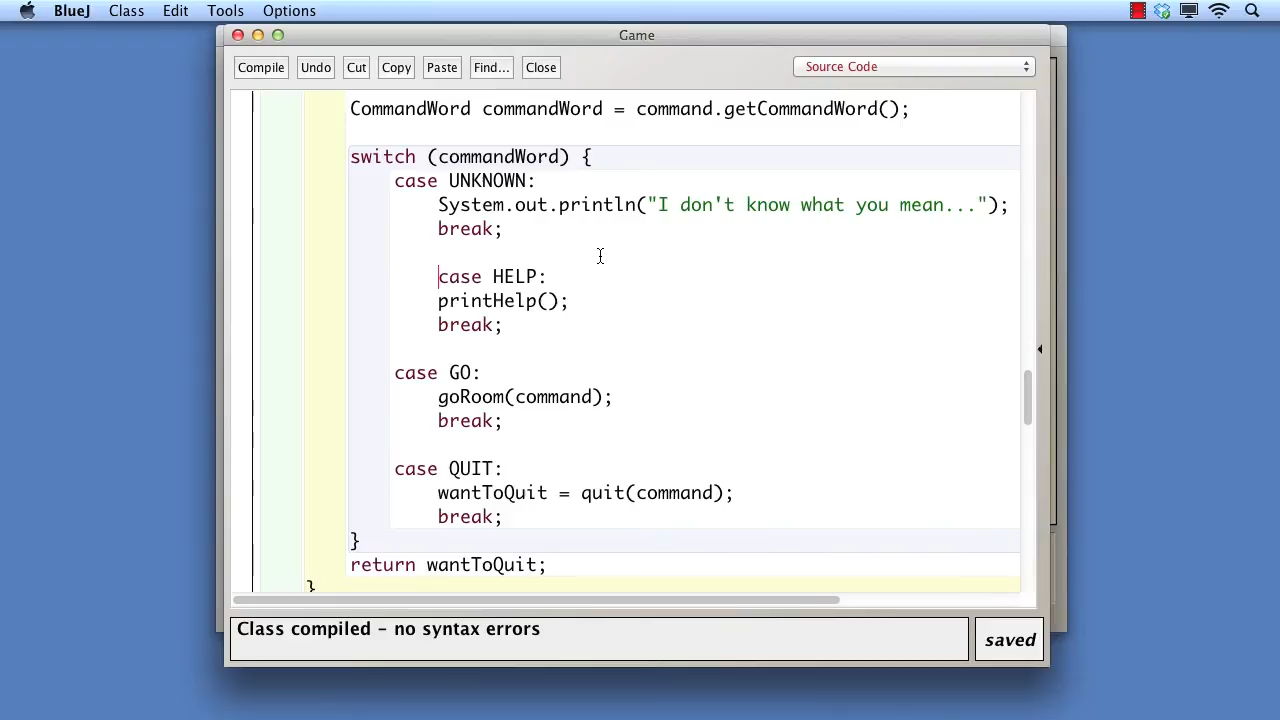 BlueJ Class Edit Tools Options
Game
Compile Undo Cut Copy Paste Find... Close Source Code
CommandWord commandWord = command.getCommandWord();
switch (commandWord) {
case UNKNOWN:
System.out.println("I don't know what you mean...");
break;
case HELP:
printHelp();
break;
case GO:
goRoom(command);
break;
case QUIT:
wantToQuit = quit(command);
break;
}
return wantToQuit;
}
Class compiled - no syntax errors
saved